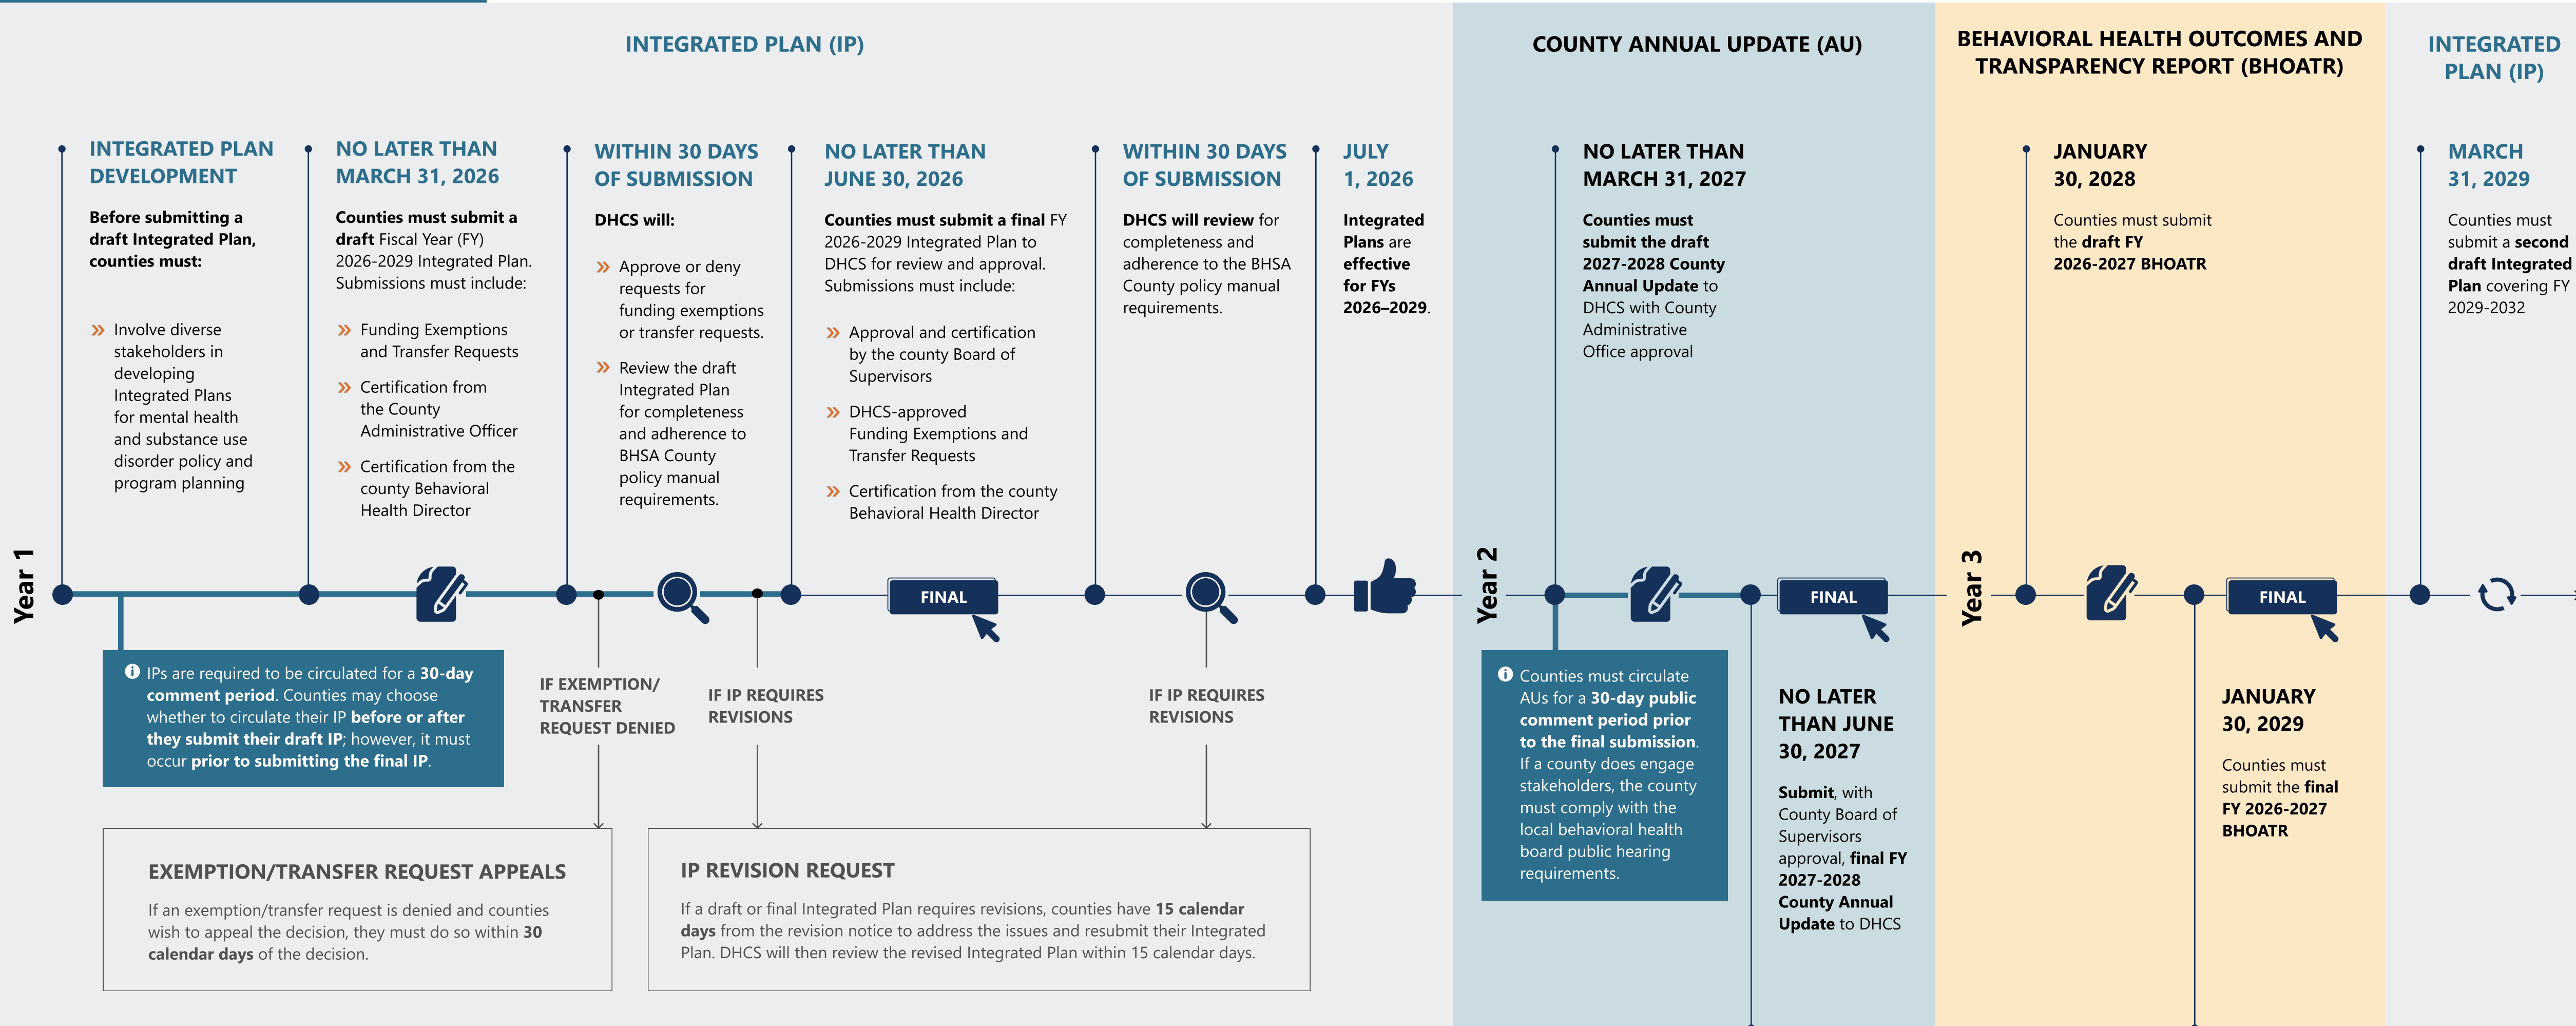 INTEGRATED PLAN (IP)
Year 1
INTEGRATED PLAN
DEVELOPMENT
Before submitting a
draft Integrated Plan,
counties must:
Involve diverse
stakeholders in
developing
Integrated Plans
for mental health
and substance use
disorder policy and
program planning
NO LATER THAN
MARCH 31, 2026
Counties must submit a
draft Fiscal Year (FY)
2026-2029 Integrated Plan.
Submissions must include:
Funding Exemptions
and Transfer Requests
Certification from
the County
Administrative Officer
Certification from the
county Behavioral
Health Director
WITHIN 30 DAYS
OF SUBMISSION
DHCS will:
Approve or deny
requests for
funding exemptions
or transfer requests.
Review the draft
Integrated Plan
for completeness
and adherence to
BHSA County
policy manual
requirements.
NO LATER THAN
JUNE 30, 2026
Counties must submit a final FY
2026-2029 Integrated Plan to
DHCS for review and approval.
Submissions must include:
Approval and certification
by the county Board of
Supervisors
DHCS-approved
Funding Exemptions and
Transfer Requests
Certification from the county
Behavioral Health Director
FINAL
WITHIN 30 DAYS
OF SUBMISSION
DHCS will review for
completeness and
adherence to the BHSA
County policy manual
requirements.
JULY
1, 2026
Integrated
Plans are
effective
for FYs
2026–2029.
IPs are required to be circulated for a 30-day
comment period. Counties may choose
whether to circulate their IP before or after
they submit their draft IP; however, it must
occur prior to submitting the final IP.
IF EXEMPTION/
TRANSFER
REQUEST DENIED
IF IP REQUIRES
REVISIONS
IF IP REQUIRES
REVISIONS
EXEMPTION/TRANSFER REQUEST APPEALS
If an exemption/transfer request is denied and counties
wish to appeal the decision, they must do so within 30
calendar days of the decision.
IP REVISION REQUEST
If a draft or final Integrated Plan requires revisions, counties have 15 calendar
days from the revision notice to address the issues and resubmit their Integrated
Plan. DHCS will then review the revised Integrated Plan within 15 calendar days.
COUNTY ANNUAL UPDATE (AU)
Year 2
NO LATER THAN
MARCH 31, 2027
Counties must
submit the draft
2027-2028 County
Annual Update to
DHCS with County
Administrative
Office approval
FINAL
Counties must circulate
AUs for a 30-day public
comment period prior
to the final submission.
If a county does engage
stakeholders, the county
must comply with the
local behavioral health
board public hearing
requirements.
NO LATER
THAN JUNE
30, 2027
Submit, with
County Board of
Supervisors
approval, final FY
2027-2028
County Annual
Update to DHCS
BEHAVIORAL HEALTH OUTCOMES AND
TRANSPARENCY REPORT (BHOATR)
Year 3
JANUARY
30, 2028
Counties must submit
the draft FY
2026-2027 BHOATR
FINAL
JANUARY
30, 2029
Counties must
submit the final
FY 2026-2027
BHOATR
INTEGRATED
PLAN (IP)
MARCH
31, 2029
Counties must
submit a second
draft Integrated
Plan covering FY
2029-2032